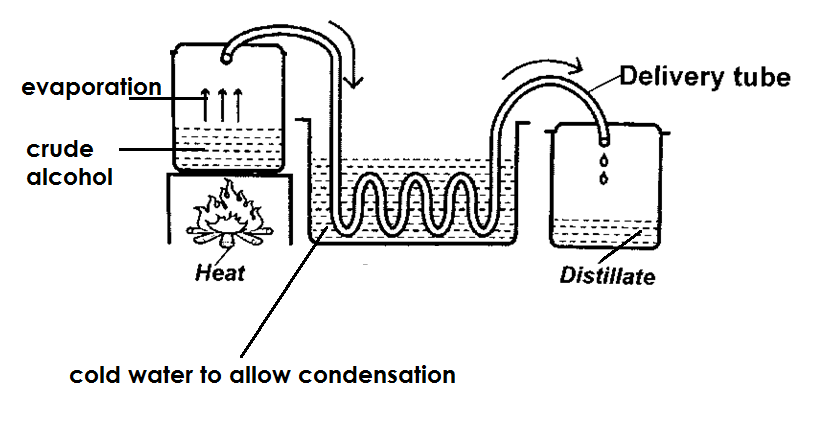 evaporation
crude
alcohol
Delivery tube
Heat
Distillate
cold water to allow condensation